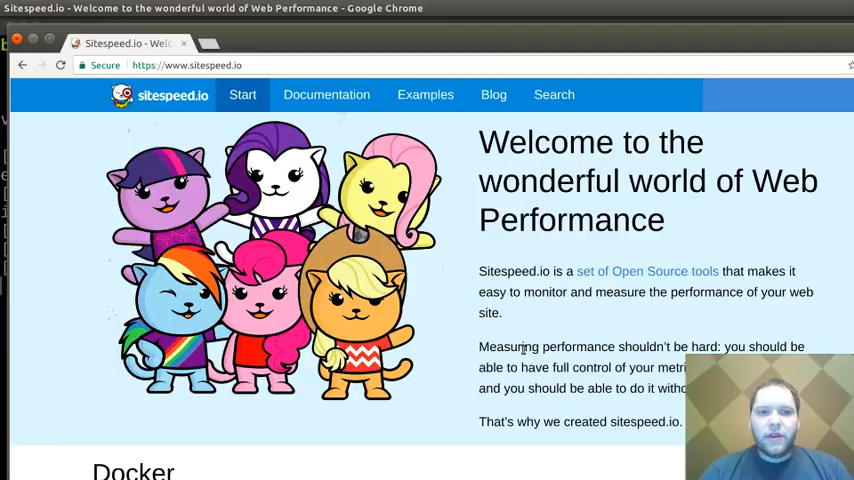 Sitespeed.io - Welcome to the wonderful world of Web Performance - Google Chrome
Sitespeed.io - Welc
Secure https://www.sitespeed.io
sitespeed.io Start Documentation Examples Blog Search
Welcome to the
wonderful world of Web
Performance
Sitespeed.io is a set of Open Source tools that makes it
easy to monitor and measure the performance of your web
site.
Measuring performance shouldn't be hard: you should be
able to have full control of your
and you should be able to do it
That's why we created sitespeed.io.
Docker